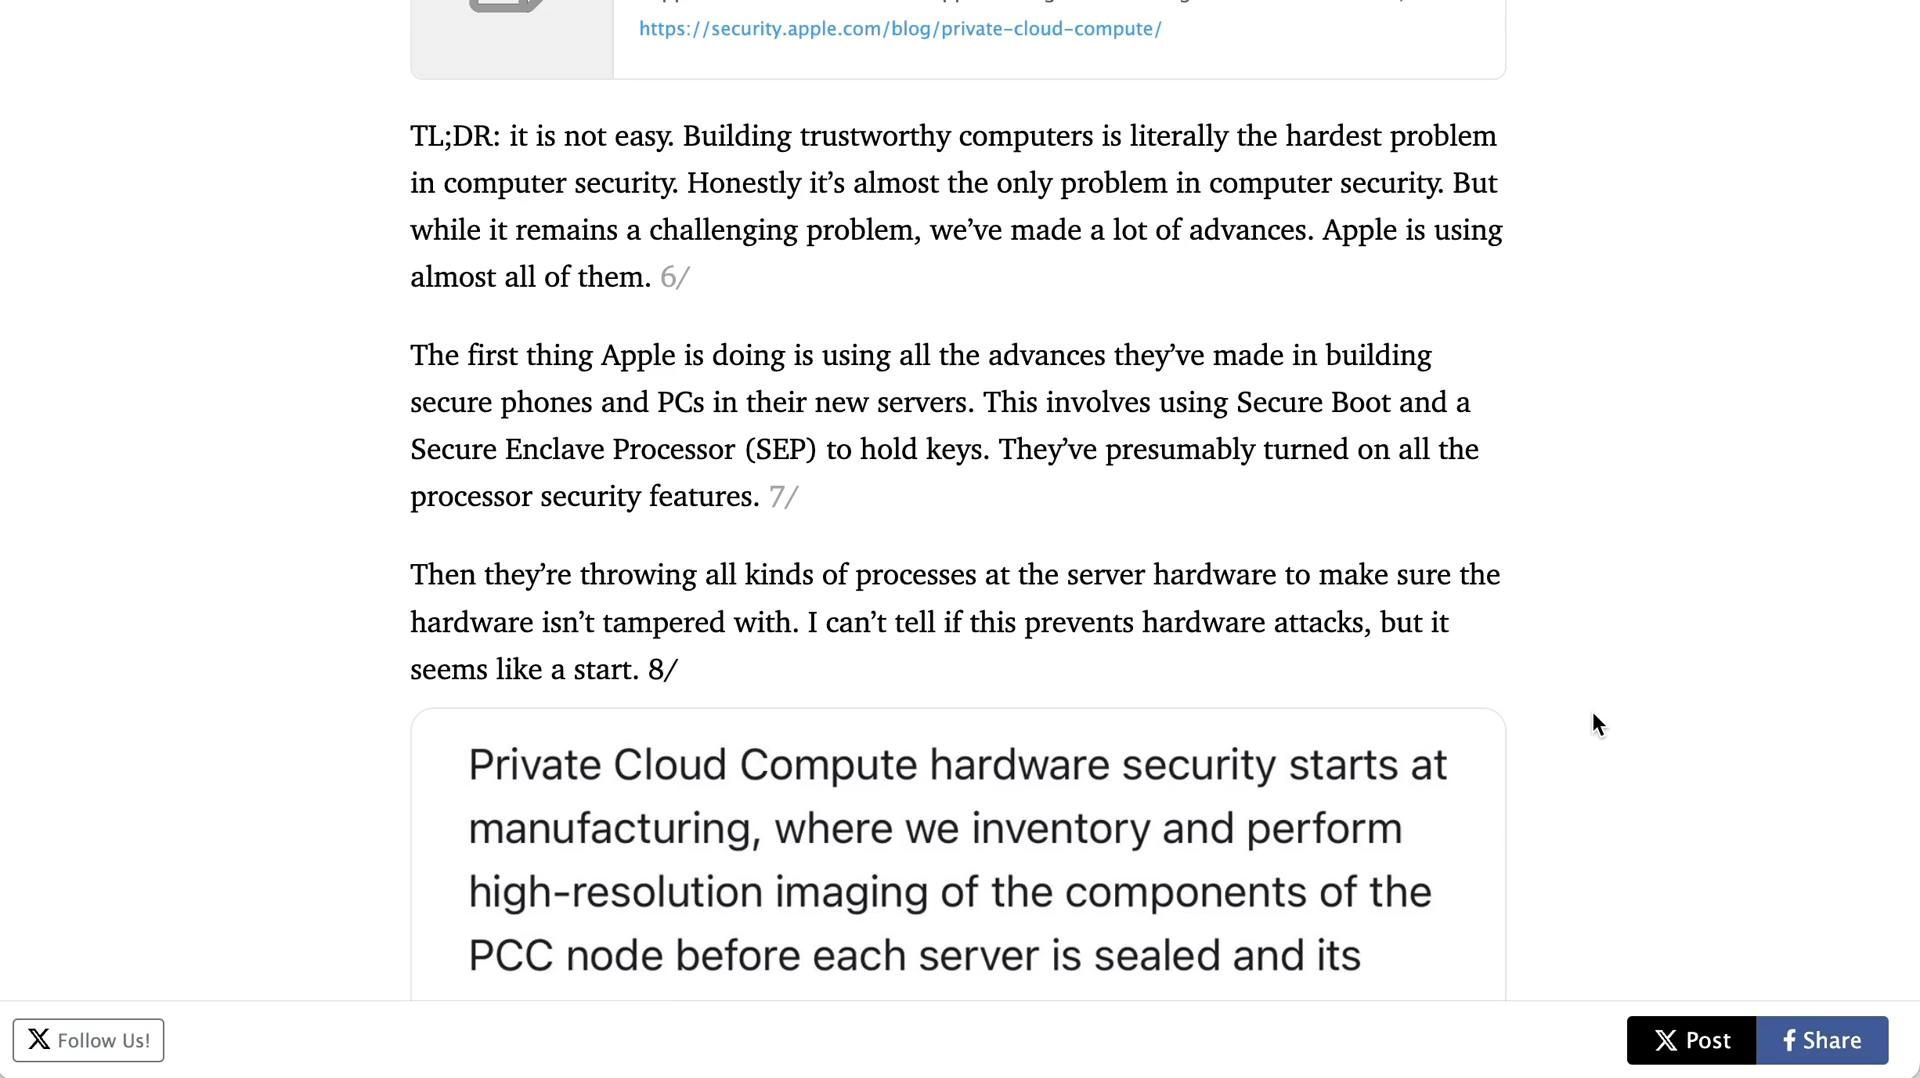 https://security.apple.com/blog/private-cloud-compute/
TL;DR: it is not easy. Building trustworthy computers is literally the hardest problem
in computer security. Honestly it’s almost the only problem in computer security. But
while it remains a challenging problem, we’ve made a lot of advances. Apple is using
almost all of them. 6/
The first thing Apple is doing is using all the advances they’ve made in building
secure phones and PCs in their new servers. This involves using Secure Boot and a
Secure Enclave Processor (SEP) to hold keys. They’ve presumably turned on all the
processor security features. 7/
Then they’re throwing all kinds of processes at the server hardware to make sure the
hardware isn’t tampered with. I can’t tell if this prevents hardware attacks, but it
seems like a start. 8/
Private Cloud Compute hardware security starts at
manufacturing, where we inventory and perform
high-resolution imaging of the components of the
PCC node before each server is sealed and its
X Follow Us!
X Post
f Share